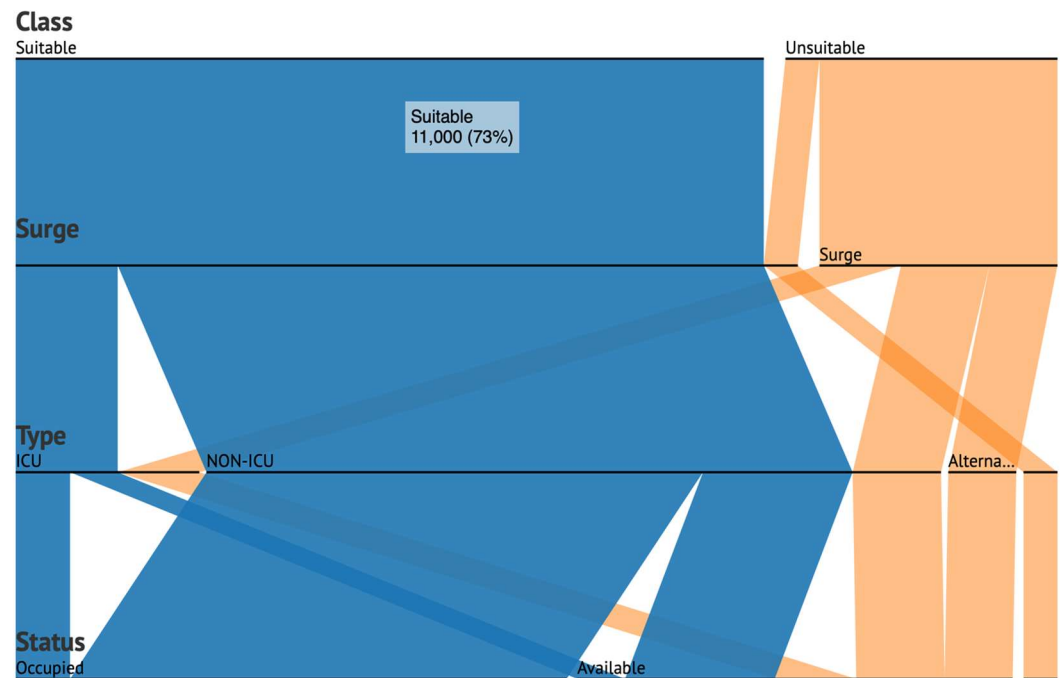 Class
Suitable
Unsuitable
Suitable
11,000 (73%)
Surge
Surge
Type
ICU
NON-ICU
Alterna...
Status
Occupied
Available